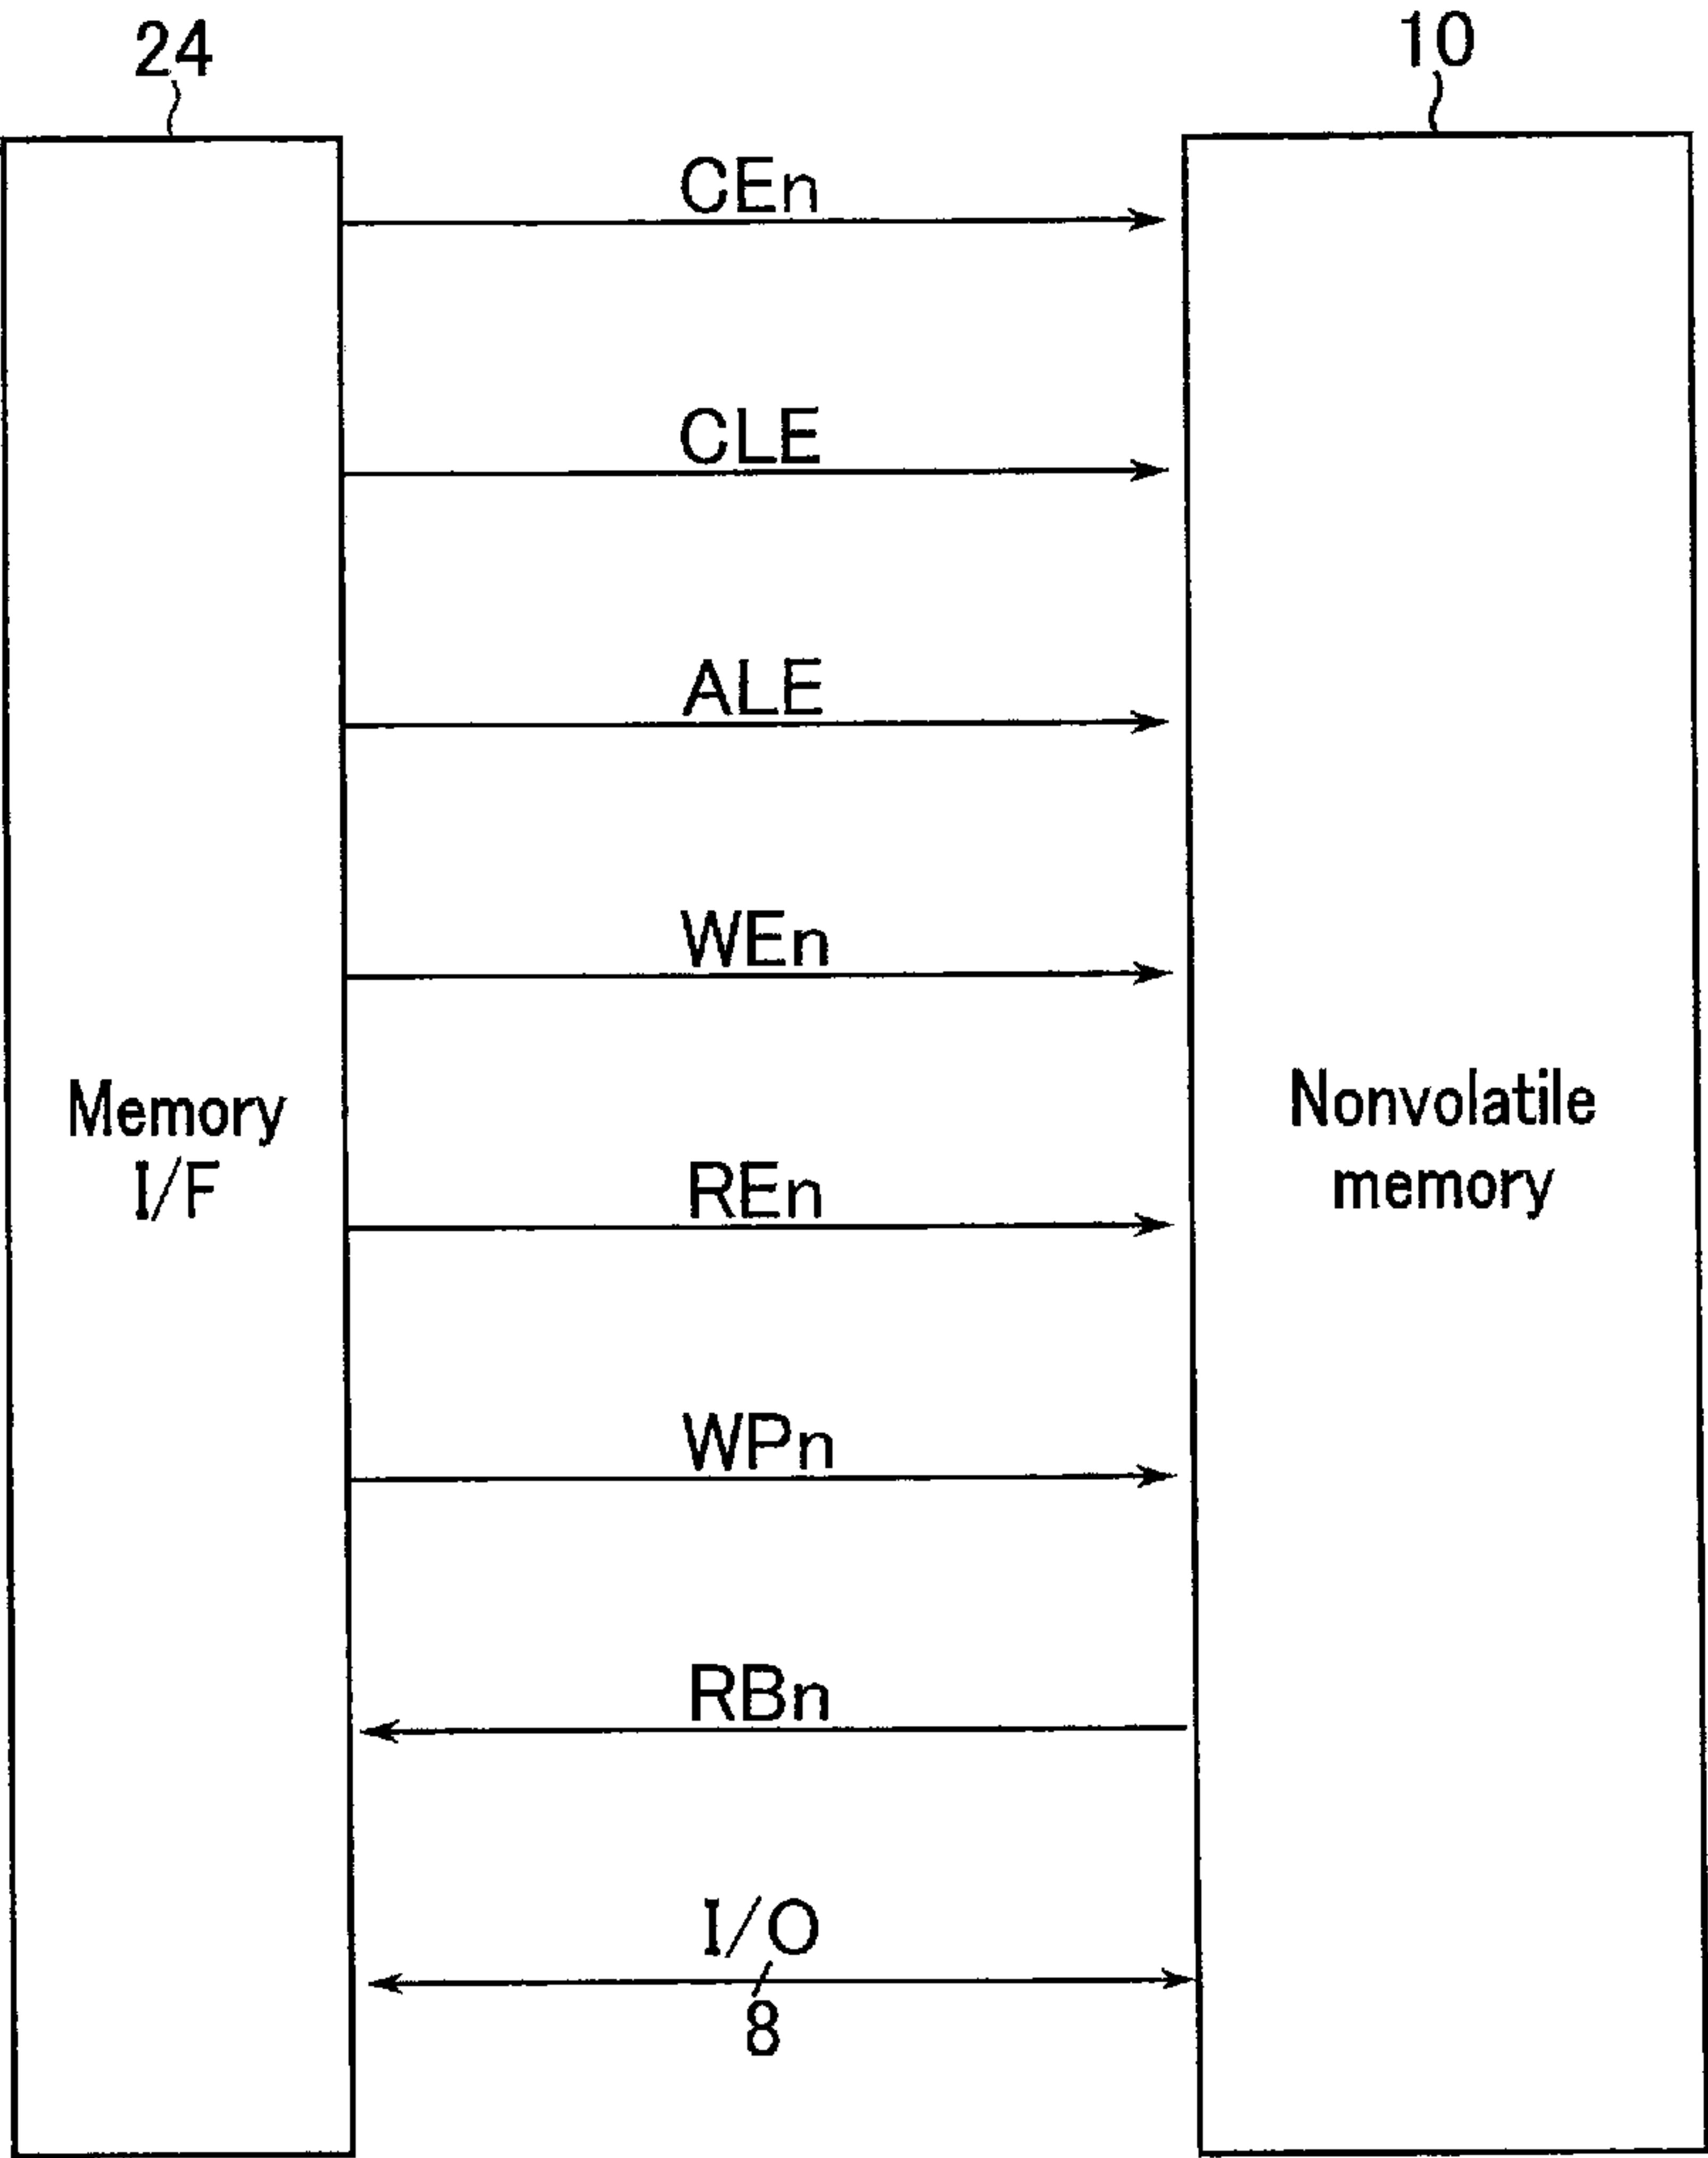 24
10
CEn
CLE
ALE
WEn
Memory
I/F
Nonvolatile
memory
REn
WPn
RBn
I/O
8